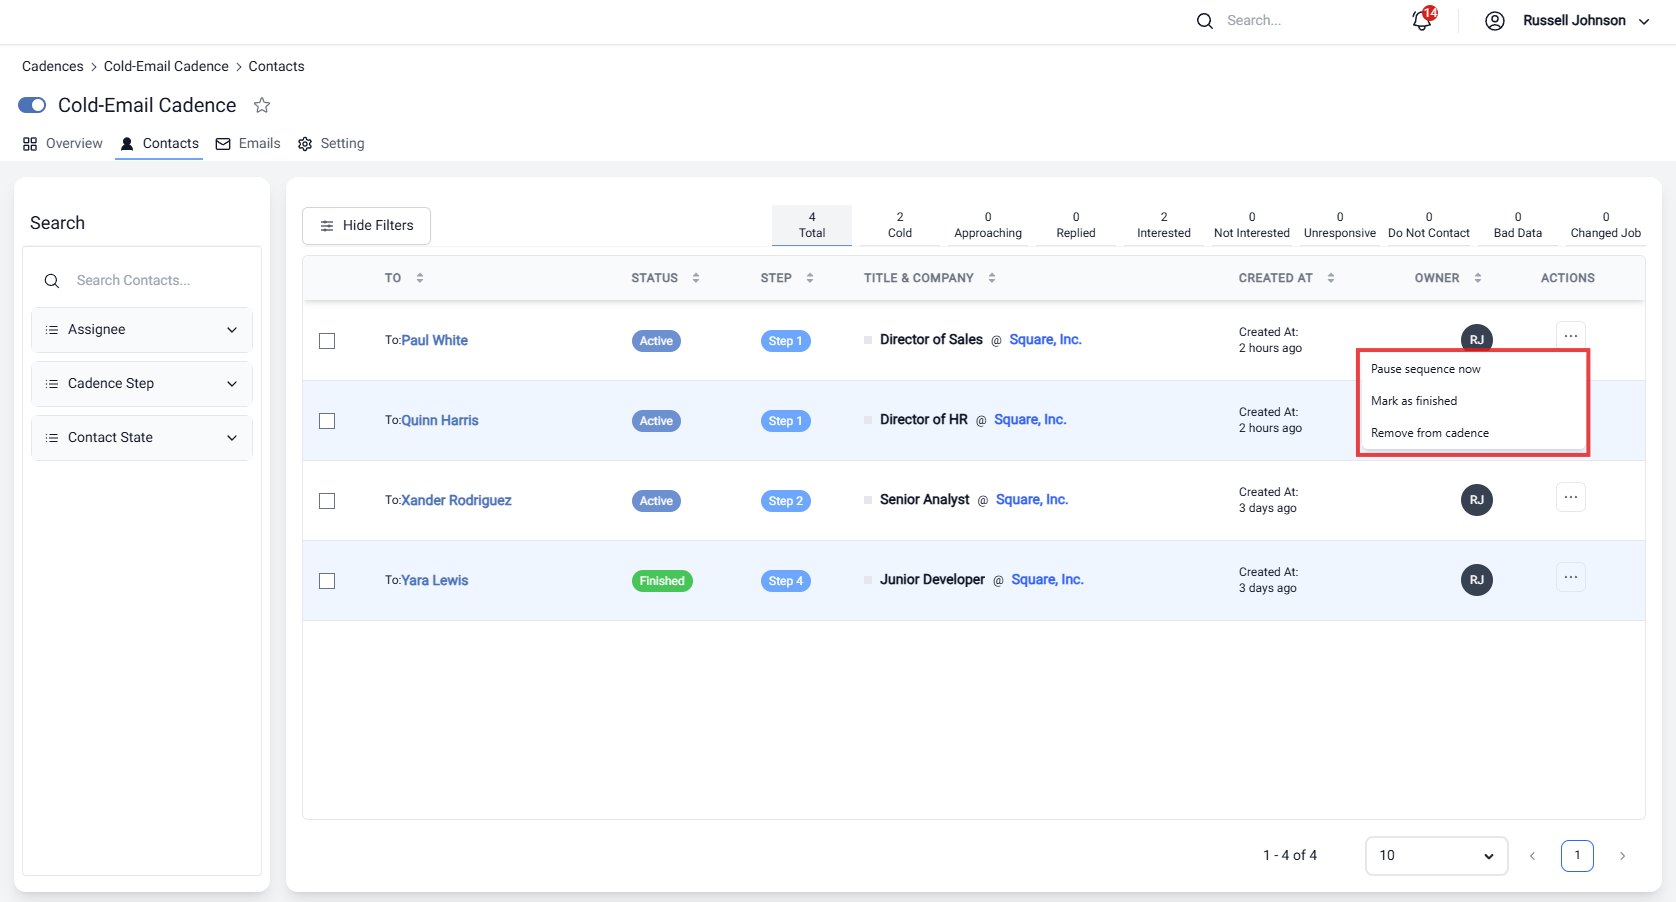 Search...
14
Russell Johnson
Cadences > Cold-Email Cadence > Contacts
Cold-Email Cadence
Overview Contacts Emails Setting
Search
Search Contacts...
Assignee
Cadence Step
Contact State
Hide Filters
4 Total
2 Cold
0 Approaching
0 Replied
2 Interested
0 Not Interested
0 Unresponsive
0 Do Not Contact
0 Bad Data
0 Changed Job
TO STATUS STEP TITLE & COMPANY CREATED AT OWNER ACTIONS
To:Paul White Active Step 1 Director of Sales @ Square, Inc. Created At: 2 hours ago RJ ...
Pause sequence now
Mark as finished
Remove from cadence
To:Quinn Harris Active Step 1 Director of HR @ Square, Inc. Created At: 2 hours ago
To:Xander Rodriguez Active Step 2 Senior Analyst @ Square, Inc. Created At: 3 days ago RJ ...
To:Yara Lewis Finished Step 4 Junior Developer @ Square, Inc. Created At: 3 days ago RJ ...
1 - 4 of 4 10 < 1 >